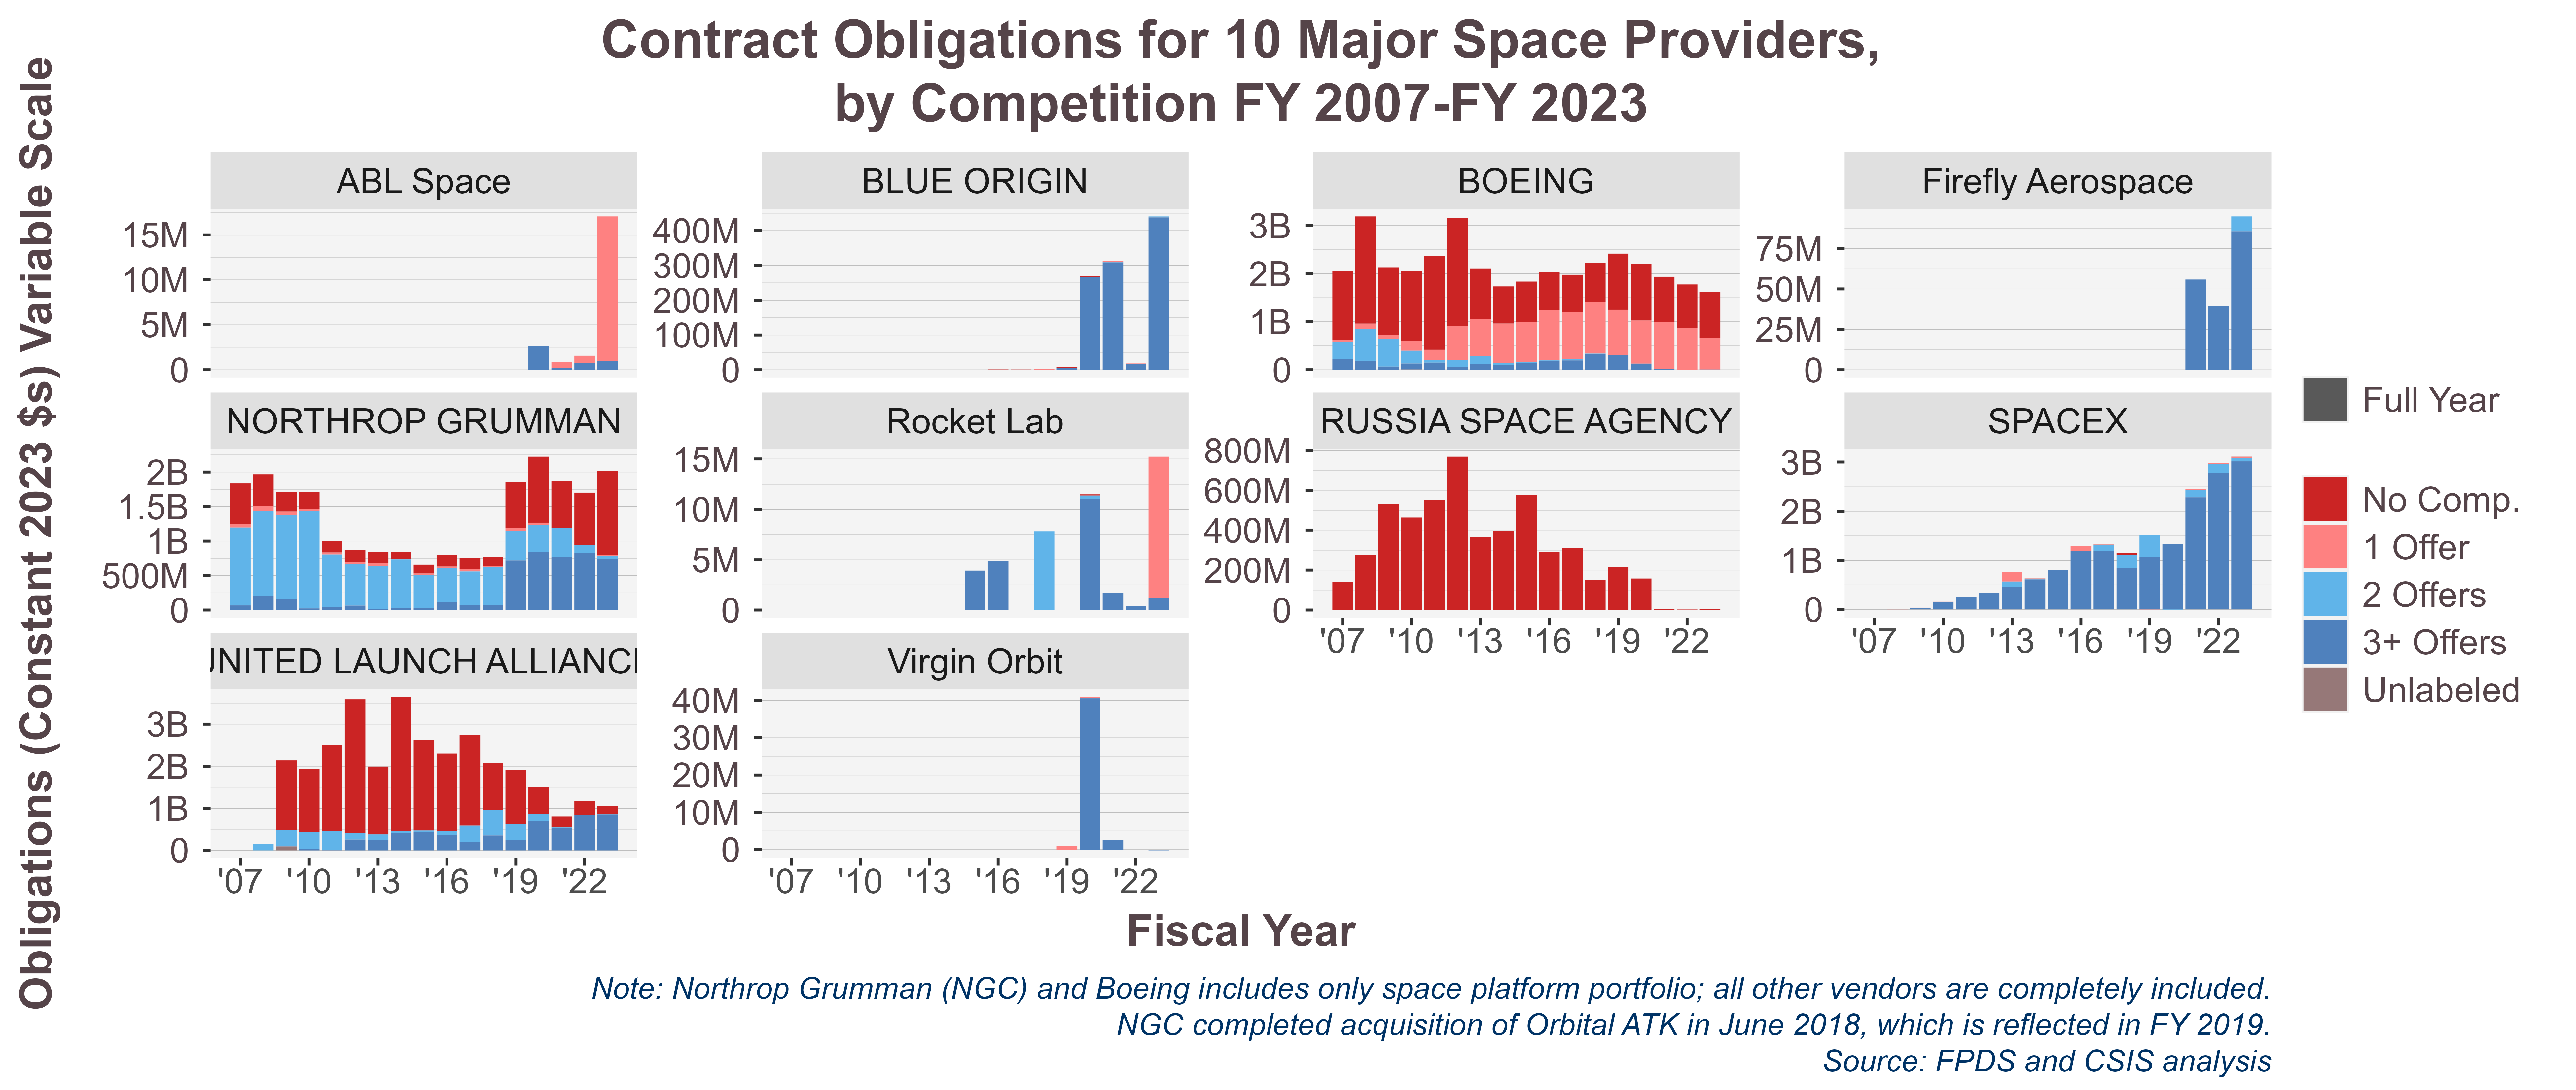 Contract Obligations for 10 Major Space Providers,
by Competition FY 2007-FY 2023
Obligations (Constant 2023 $s) Variable Scale
ABL Space
15M
10M
5M
0
BLUE ORIGIN
400M
300M
200M
100M
0
BOEING
3B
2B
1B
0
Firefly Aerospace
75M
50M
25M
0
NORTHROP GRUMMAN
2B
1.5B
1B
500M
0
Rocket Lab
15M
10M
5M
0
RUSSIA SPACE AGENCY
800M
600M
400M
200M
0
'07 '10 '13 '16 '19 '22
SPACEX
3B
2B
1B
0
'07 '10 '13 '16 '19 '22
UNITED LAUNCH ALLIANCE
3B
2B
1B
0
'07 '10 '13 '16 '19 '22
Virgin Orbit
40M
30M
20M
10M
0
'07 '10 '13 '16 '19 '22
Full Year
No Comp.
1 Offer
2 Offers
3+ Offers
Unlabeled
Fiscal Year
Note: Northrop Grumman (NGC) and Boeing includes only space platform portfolio; all other vendors are completely included.
NGC completed acquisition of Orbital ATK in June 2018, which is reflected in FY 2019.
Source: FPDS and CSIS analysis